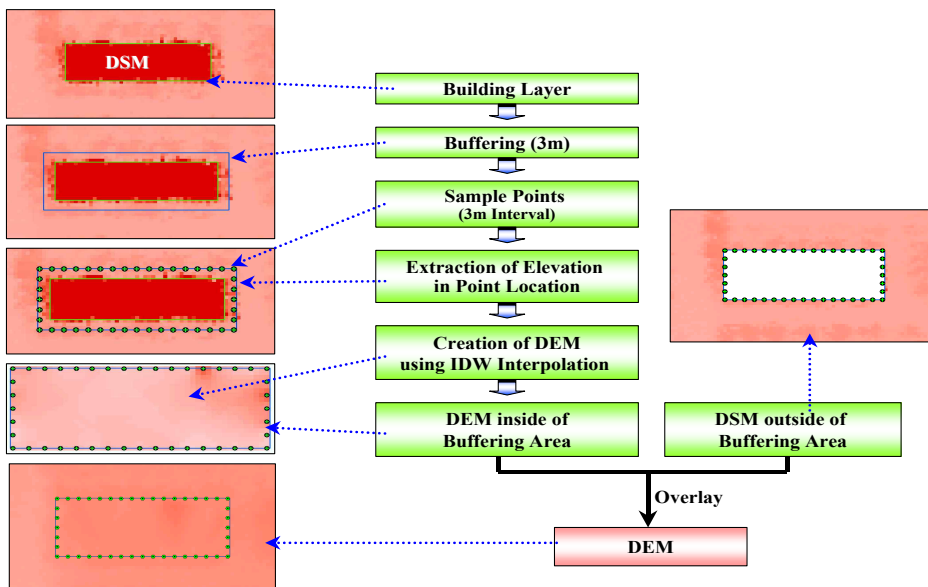 DSM
Building Layer
Buffering (3m)
Sample Points
(3m Interval)
Extraction of Elevation
in Point Location
Creation of DEM
using IDW Interpolation
DEM inside of
Buffering Area
DSM outside of
Buffering Area
Overlay
DEM